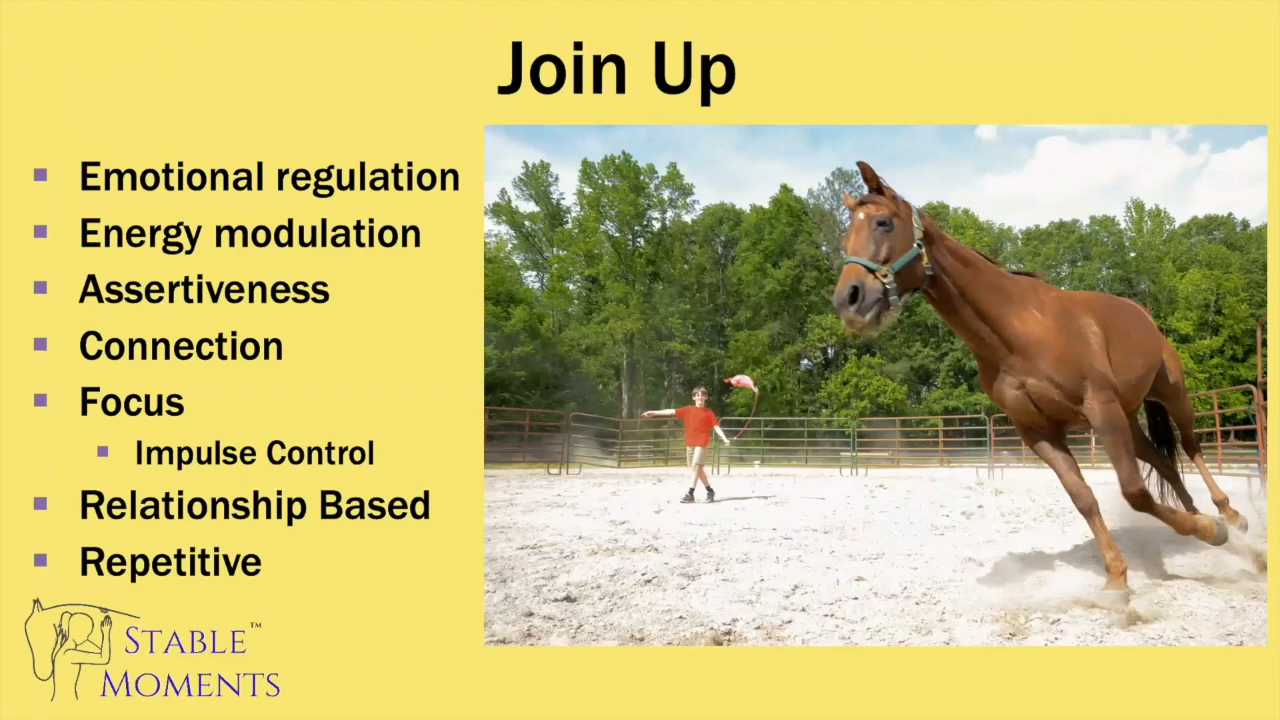 Join Up
Emotional regulation
Energy modulation
Assertiveness
Connection
Focus
Impulse Control
Relationship Based
Repetitive
STABLE™
MOMENTS